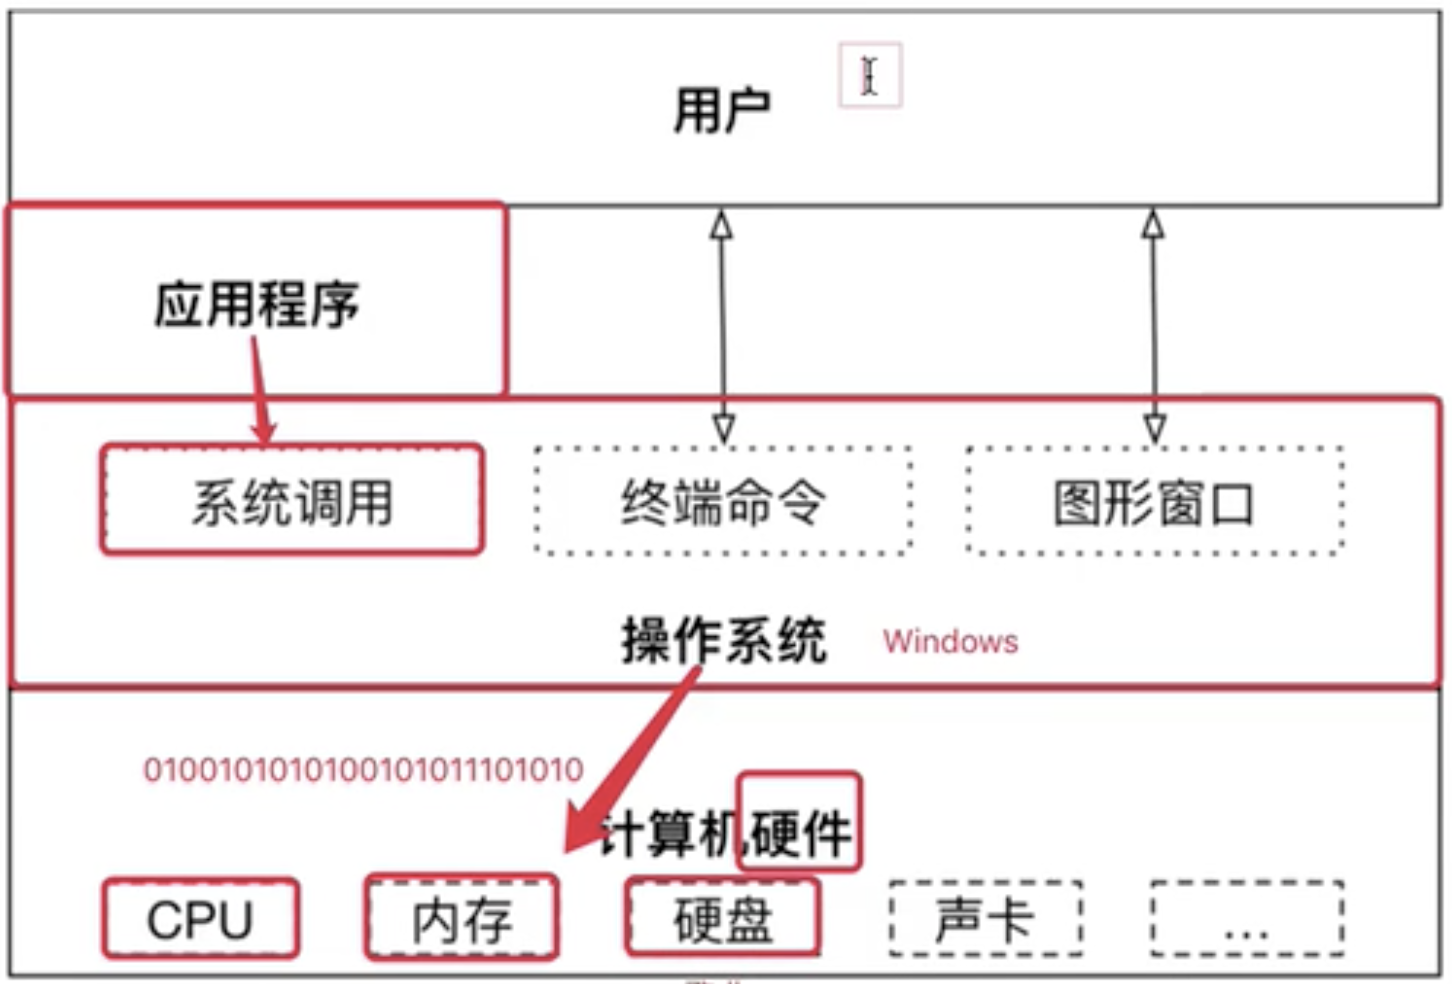 用户
应用程序
系统调用 终端命令 图形窗口
操作系统 Windows
0100101010100101011101010
计算机硬件
CPU 内存 硬盘 声卡 ...